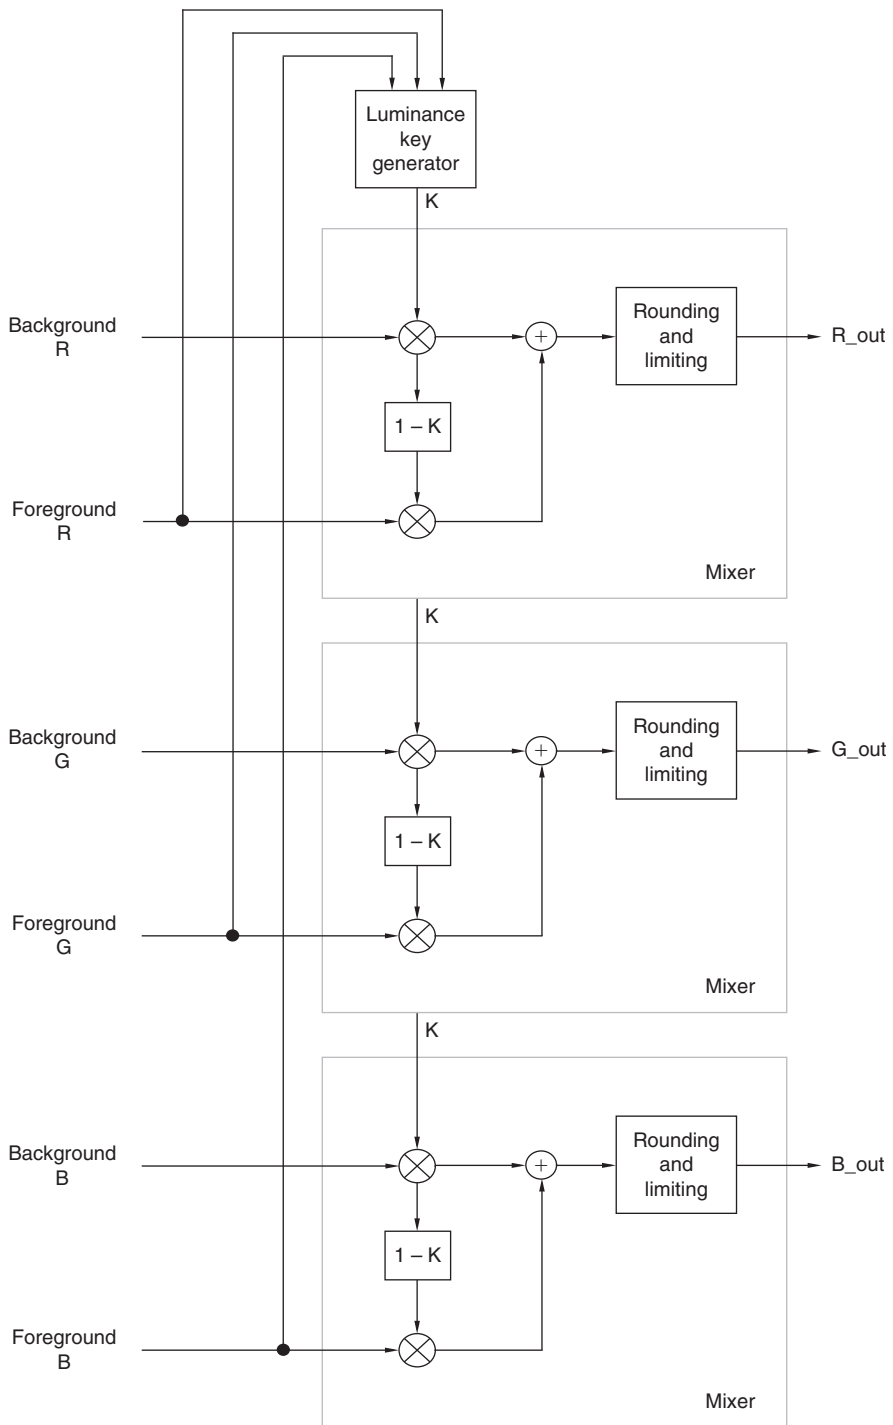 Luminance
key
generator
K
Background
R
Rounding
and
limiting
R_out
1 – K
Foreground
R
Mixer
K
Background
G
Rounding
and
limiting
G_out
1 – K
Foreground
G
Mixer
K
Background
B
Rounding
and
limiting
B_out
1 – K
Foreground
B
Mixer